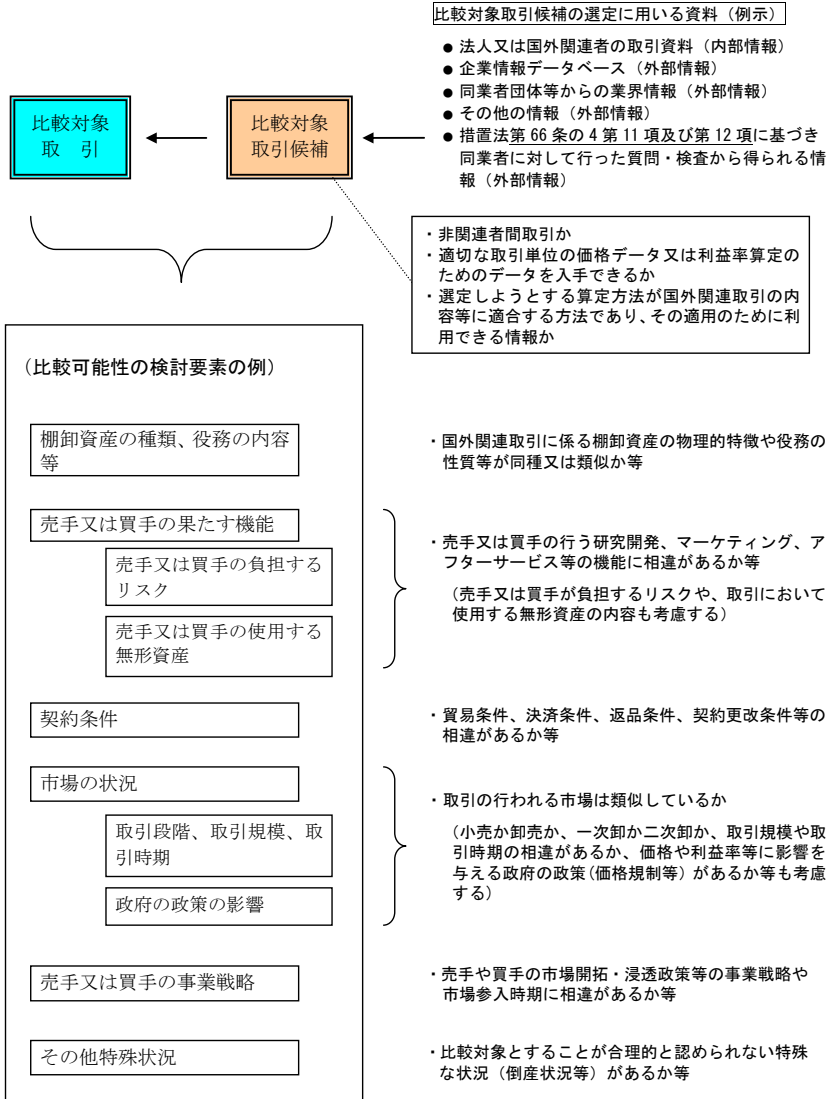 比較対象取引候補の選定に用いる資料（例示）
● 法人又は国外関連者の取引資料（内部情報）
● 企業情報データベース（外部情報）
● 同業者団体等からの業界情報（外部情報）
● その他の情報（外部情報）
● 措置法第 66 条の 4 第 11 項及び第 12 項に基づき
同業者に対して行った質問・検査から得られる情
報（外部情報）
比較対象
取　引
比較対象
取引候補
・非関連者間取引か
・適切な取引単位の価格データ又は利益率算定の
ためのデータを入手できるか
・選定しようとする算定方法が国外関連取引の内
容等に適合する方法であり、その適用のために利
用できる情報か
（比較可能性の検討要素の例）
棚卸資産の種類、役務の内容
等
・国外関連取引に係る棚卸資産の物理的特徴や役務の
性質等が同種又は類似か等
売手又は買手の果たす機能
売手又は買手の負担する
リスク
売手又は買手の使用する
無形資産
・売手又は買手の行う研究開発、マーケティング、ア
フターサービス等の機能に相違があるか等
（売手又は買手が負担するリスクや、取引において
使用する無形資産の内容も考慮する）
契約条件
・貿易条件、決済条件、返品条件、契約更改条件等の
相違があるか等
市場の状況
取引段階、取引規模、取
引時期
政府の政策の影響
・取引の行われる市場は類似しているか
（小売か卸売か、一次卸か二次卸か、取引規模や取
引時期の相違があるか、価格や利益率等に影響を
与える政府の政策（価格規制等）があるか等も考慮
する）
売手又は買手の事業戦略
・売手や買手の市場開拓・浸透政策等の事業戦略や
市場参入時期に相違があるか等
その他特殊状況
・比較対象とすることが合理的と認められない特殊
な状況（倒産状況等）があるか等